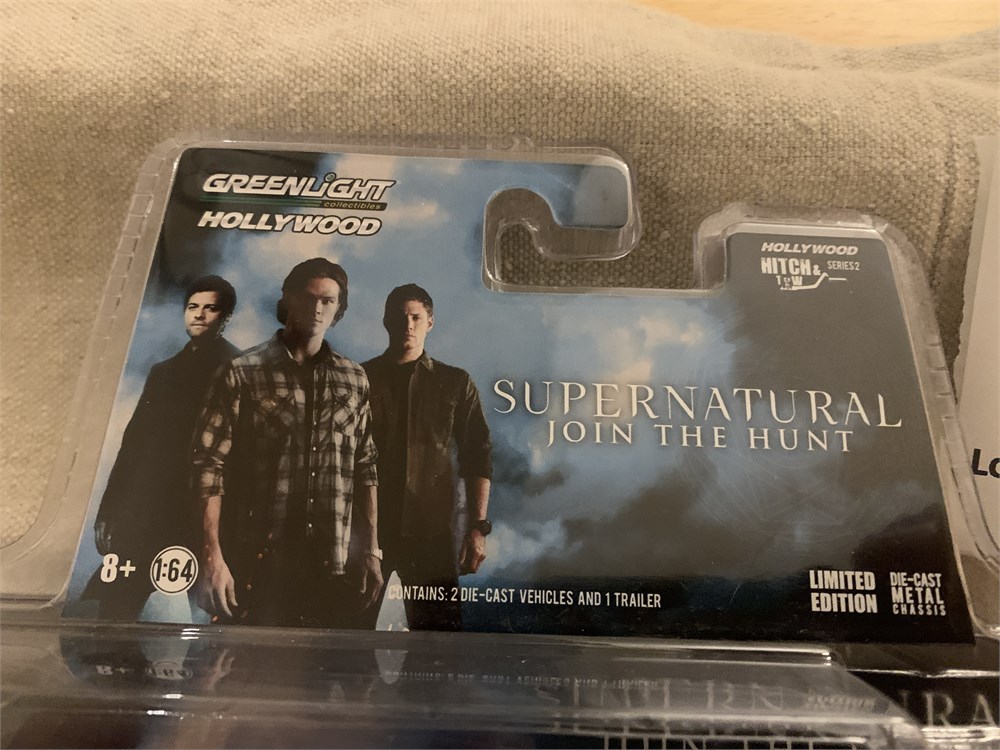 GREENLiGHT
collectibles
HOLLYWOOD
HOLLYWOOD
HITCH & TOW SERIES 2
SUPERNATURAL
JOIN THE HUNT
8+
1:64
CONTAINS: 2 DIE-CAST VEHICLES AND 1 TRAILER
LIMITED
EDITION
DIE-CAST
METAL
CHASSIS
Lo